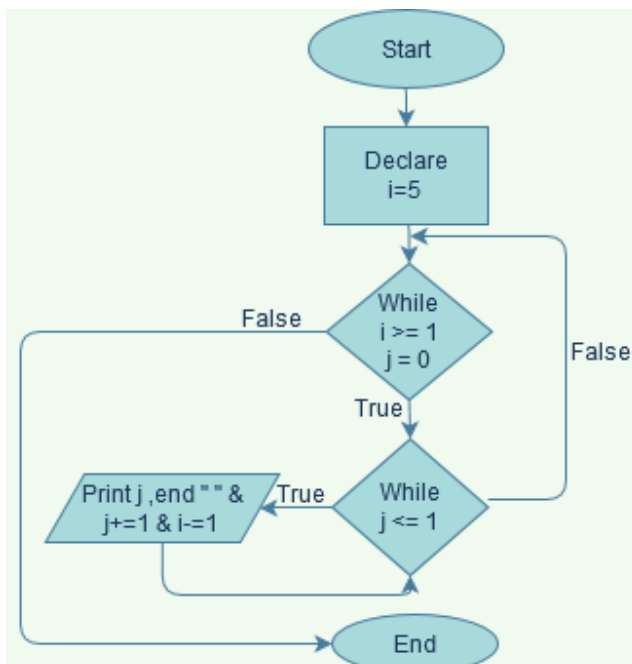 Start
Declare
i=5
While
i >= 1
j = 0
False
False
True
While
j <= 1
True
Print j ,end " " &
j+=1 & i-=1
End